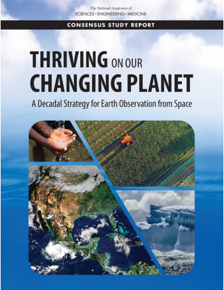 The National Academies of
SCIENCES • ENGINEERING • MEDICINE
CONSENSUS STUDY REPORT
THRIVING ON OUR
CHANGING PLANET
A Decadal Strategy for Earth Observation from Space